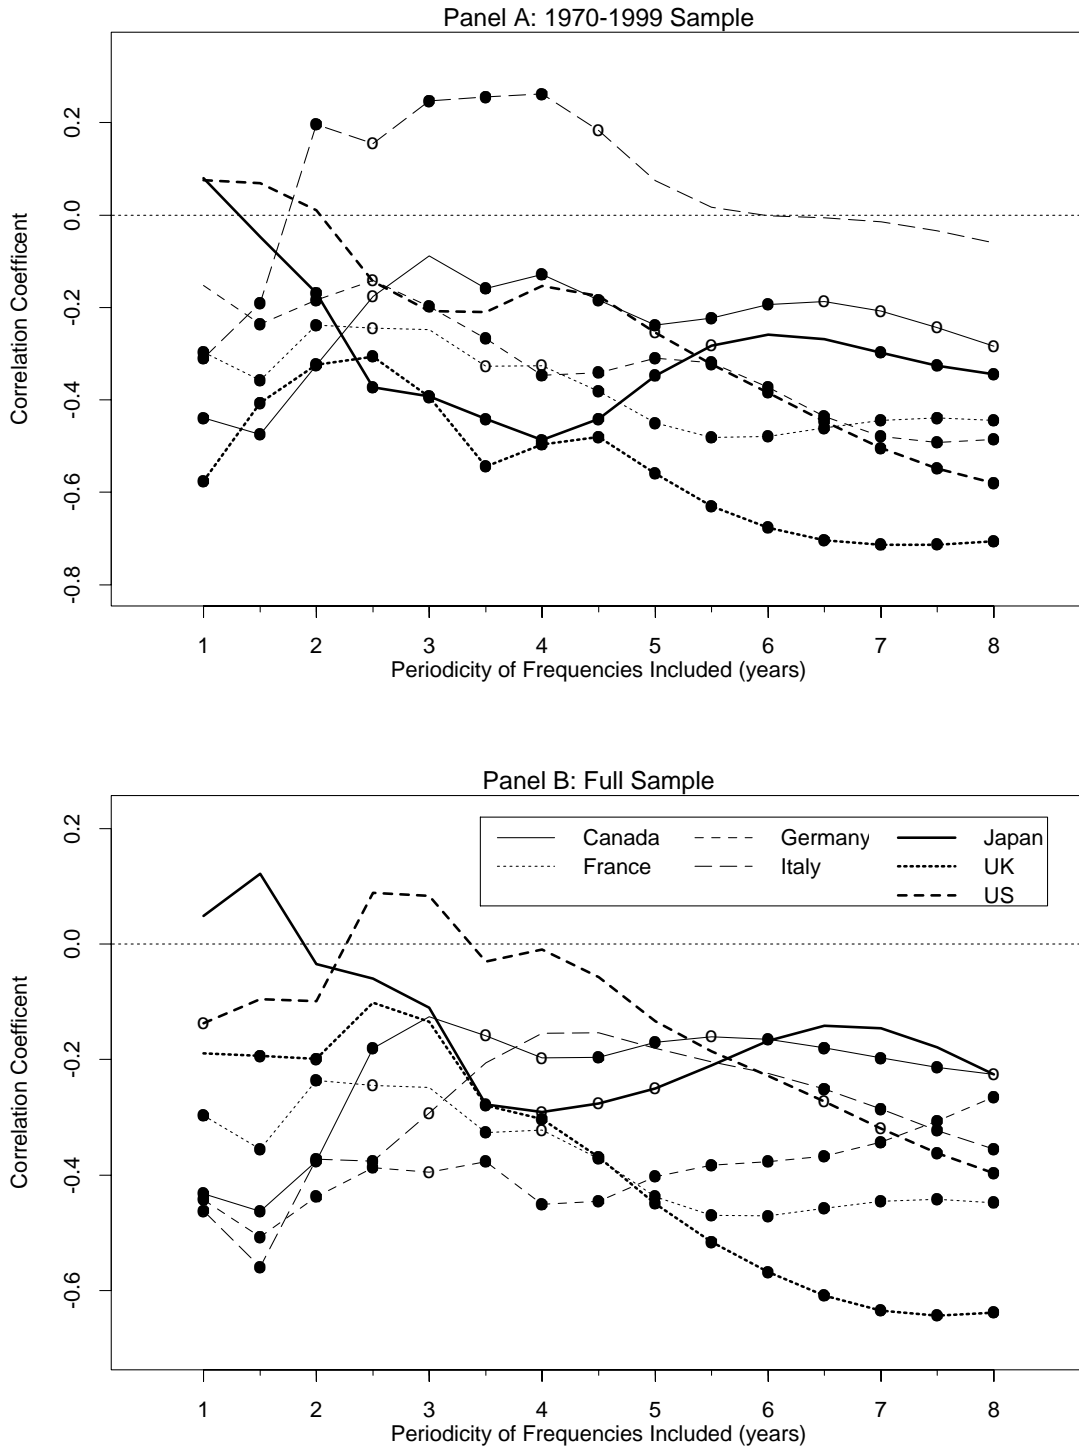 Panel A: 1970-1999 Sample
0.2
0.0
-0.2
-0.4
-0.6
-0.8
Correlation Coefficent
1 2 3 4 5 6 7 8
Periodicity of Frequencies Included (years)
Panel B: Full Sample
0.2
0.0
-0.2
-0.4
-0.6
Correlation Coefficent
Canada Germany Japan
France Italy UK
US
1 2 3 4 5 6 7 8
Periodicity of Frequencies Included (years)